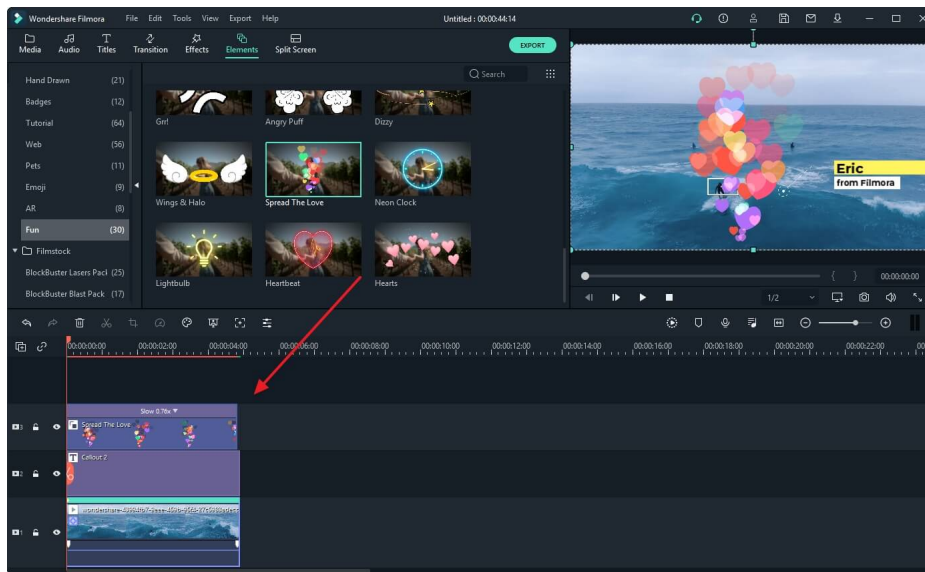 Wondershare Filmora File Edit Tools View Export Help Untitled : 00:00:44:14
Media Audio Titles Transition Effects Elements Split Screen EXPORT
Search
Hand Drawn (21)
Badges (12)
Tutorial (64)
Web (56)
Pets (11)
Emoji (9)
AR (8)
Fun (30)
Filmstock
BlockBuster Lasers Pack (25)
BlockBuster Blast Pack (17)
Grr! Angry Puff Dizzy
Wings & Halo Spread The Love Neon Clock
Lightbulb Heartbeat Hearts
Eric
from Filmora
{ } 00:00:00:00
1/2
00:00:00:00 00:00:02:00 00:00:04:00 00:00:06:00 00:00:08:00 00:00:10:00 00:00:12:00 00:00:14:00 00:00:16:00 00:00:18:00 00:00:20:00 00:00:22:00 00
Slow 0.76x
3 Spread The Love
2 T Callout 2
1